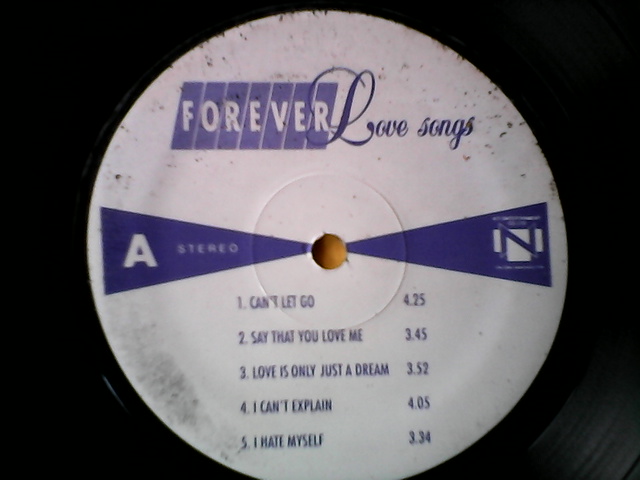 FOREVER Love songs
A STEREO N
1. CAN'T LET GO 4.25
2. SAY THAT YOU LOVE ME 3.45
3. LOVE IS ONLY JUST A DREAM 3.52
4. I CAN'T EXPLAIN 4.05
5. I HATE MYSELF 3.34